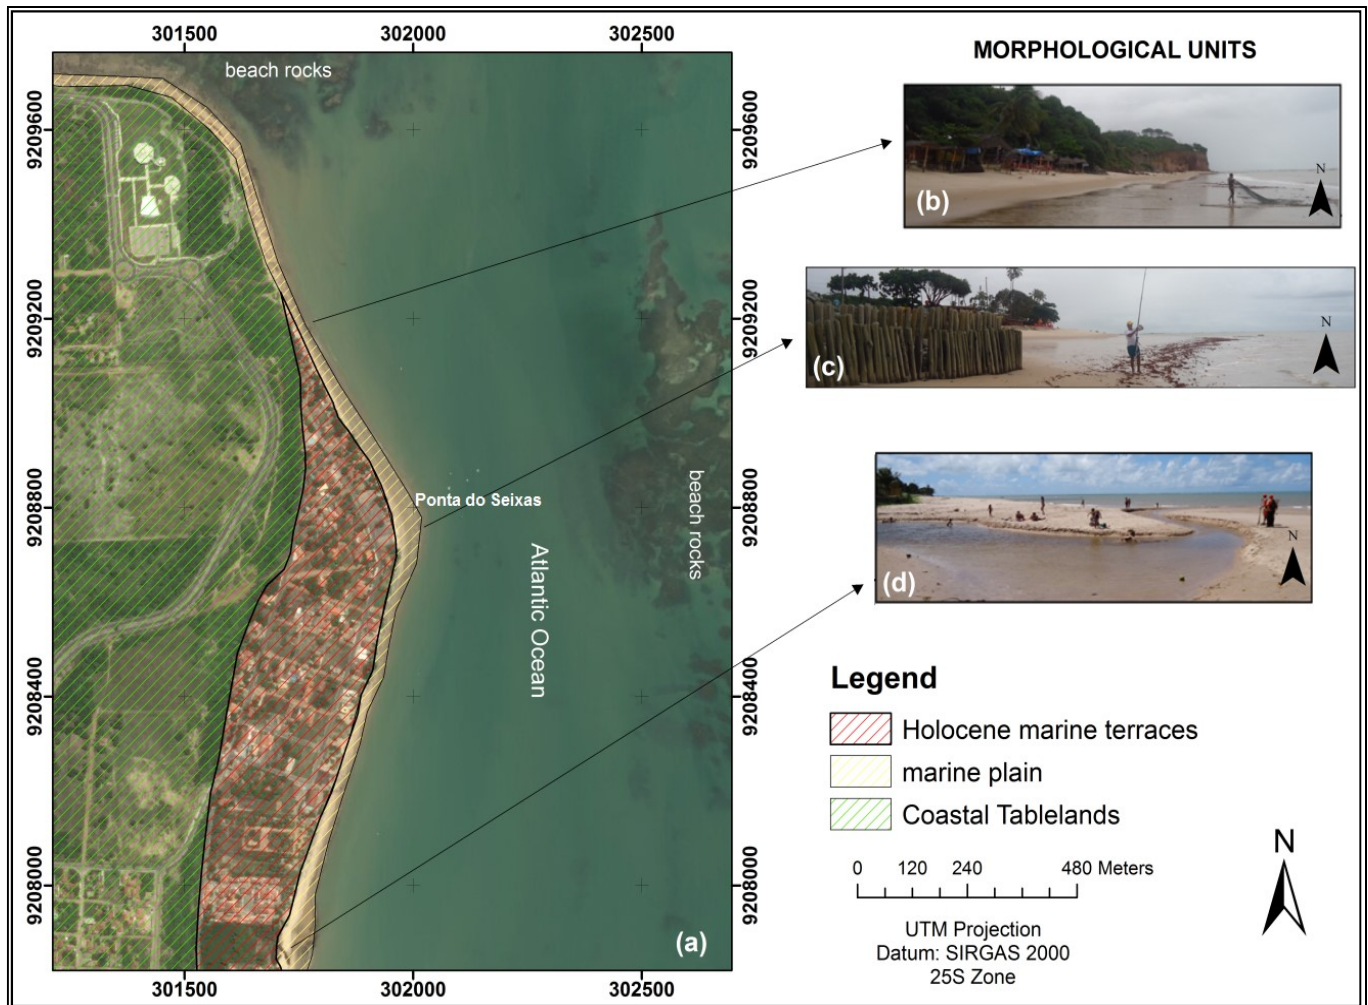 301500 302000 302500
MORPHOLOGICAL UNITS
beach rocks
9209600
9209600
N
(b)
9209200
9209200
N
(c)
Ponta do Seixas
9208800
9208800
beach rocks
Atlantic Ocean
N
(d)
Legend
9208400
9208400
Holocene marine terraces
marine plain
Coastal Tablelands
N
0 120 240 480 Meters
9208000
9208000
UTM Projection
Datum: SIRGAS 2000
25S Zone
(a)
301500 302000 302500